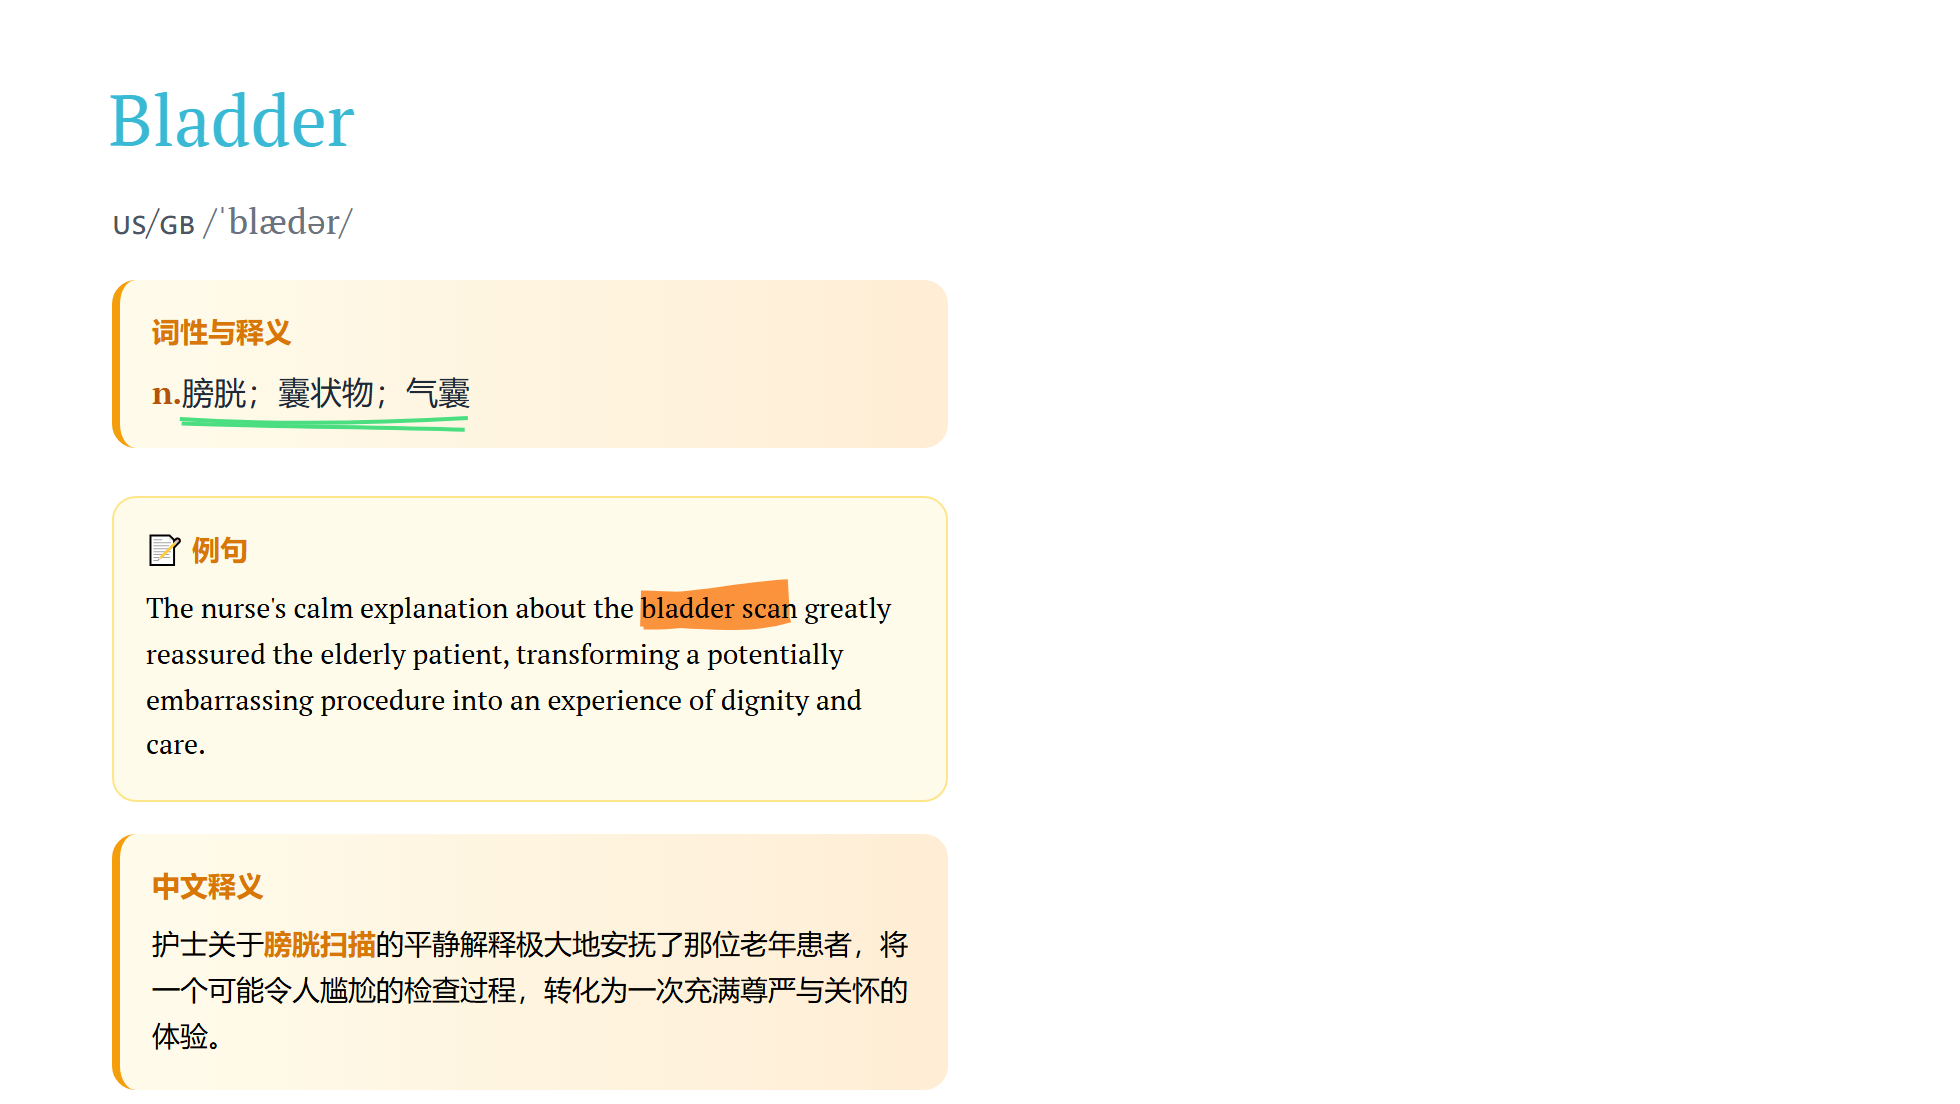 Bladder
US/GB /ˈblædər/
词性与释义
n.膀胱；囊状物；气囊
📝 例句
The nurse's calm explanation about the bladder scan greatly
reassured the elderly patient, transforming a potentially
embarrassing procedure into an experience of dignity and
care.
中文释义
护士关于膀胱扫描的平静解释极大地安抚了那位老年患者，将
一个可能令人尴尬的检查过程，转化为一次充满尊严与关怀的
体验。